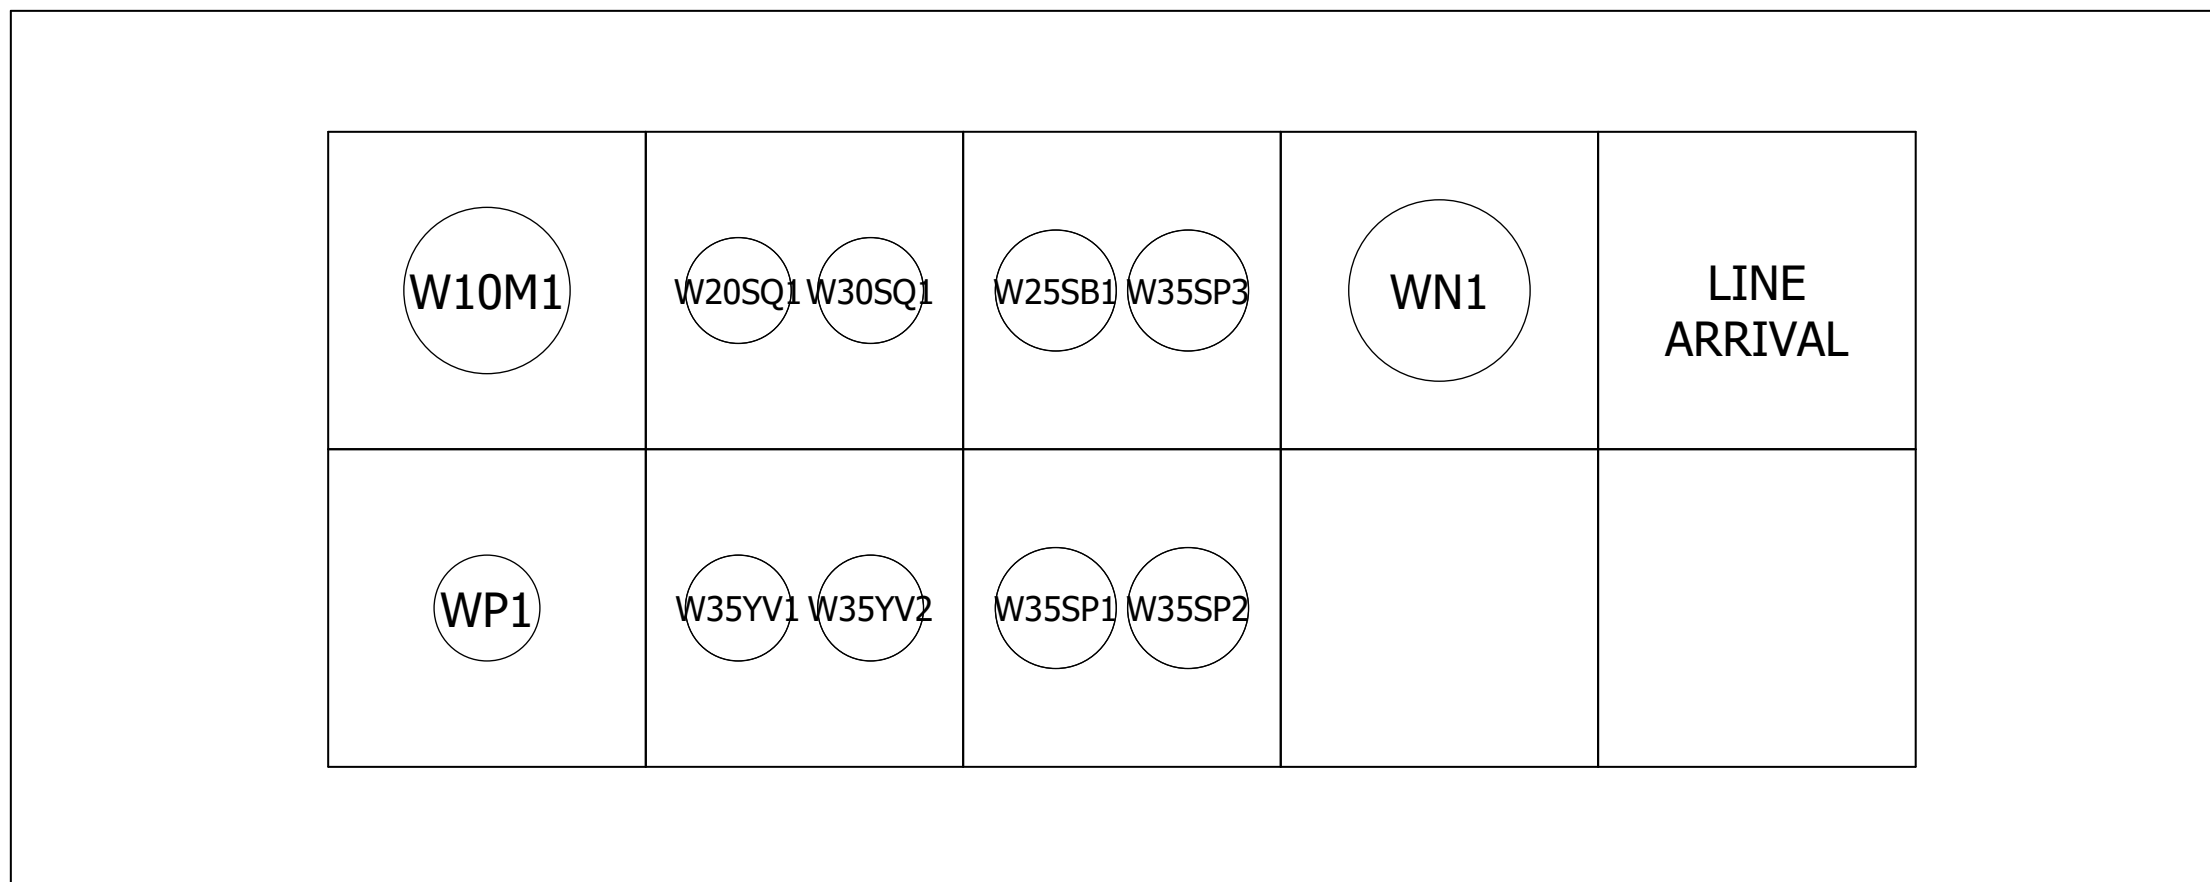 W10M1
W20SQ1 W30SQ1
W25SB1 W35SP3
WN1
LINE
ARRIVAL
WP1
W35YV1 W35YV2
W35SP1 W35SP2